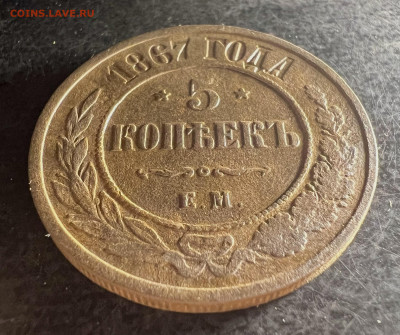 COINS.LAVE.RU
1867 ГОДА
5
КОПѢЕКЪ
Е.М.